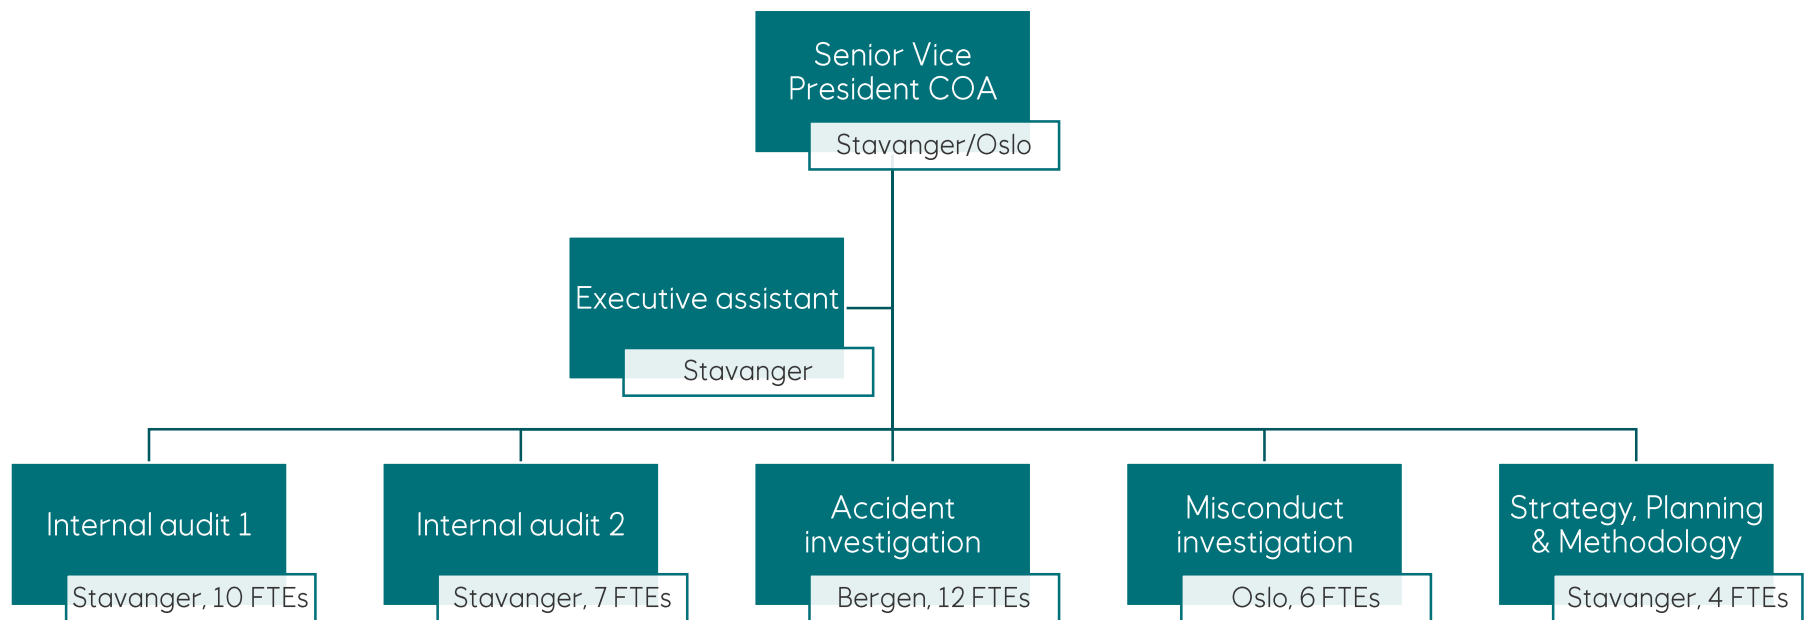 Senior Vice
President COA
Stavanger/Oslo
Executive assistant
Stavanger
Internal audit 1
Stavanger, 10 FTEs
Internal audit 2
Stavanger, 7 FTEs
Accident
investigation
Bergen, 12 FTEs
Misconduct
investigation
Oslo, 6 FTEs
Strategy, Planning
& Methodology
Stavanger, 4 FTEs